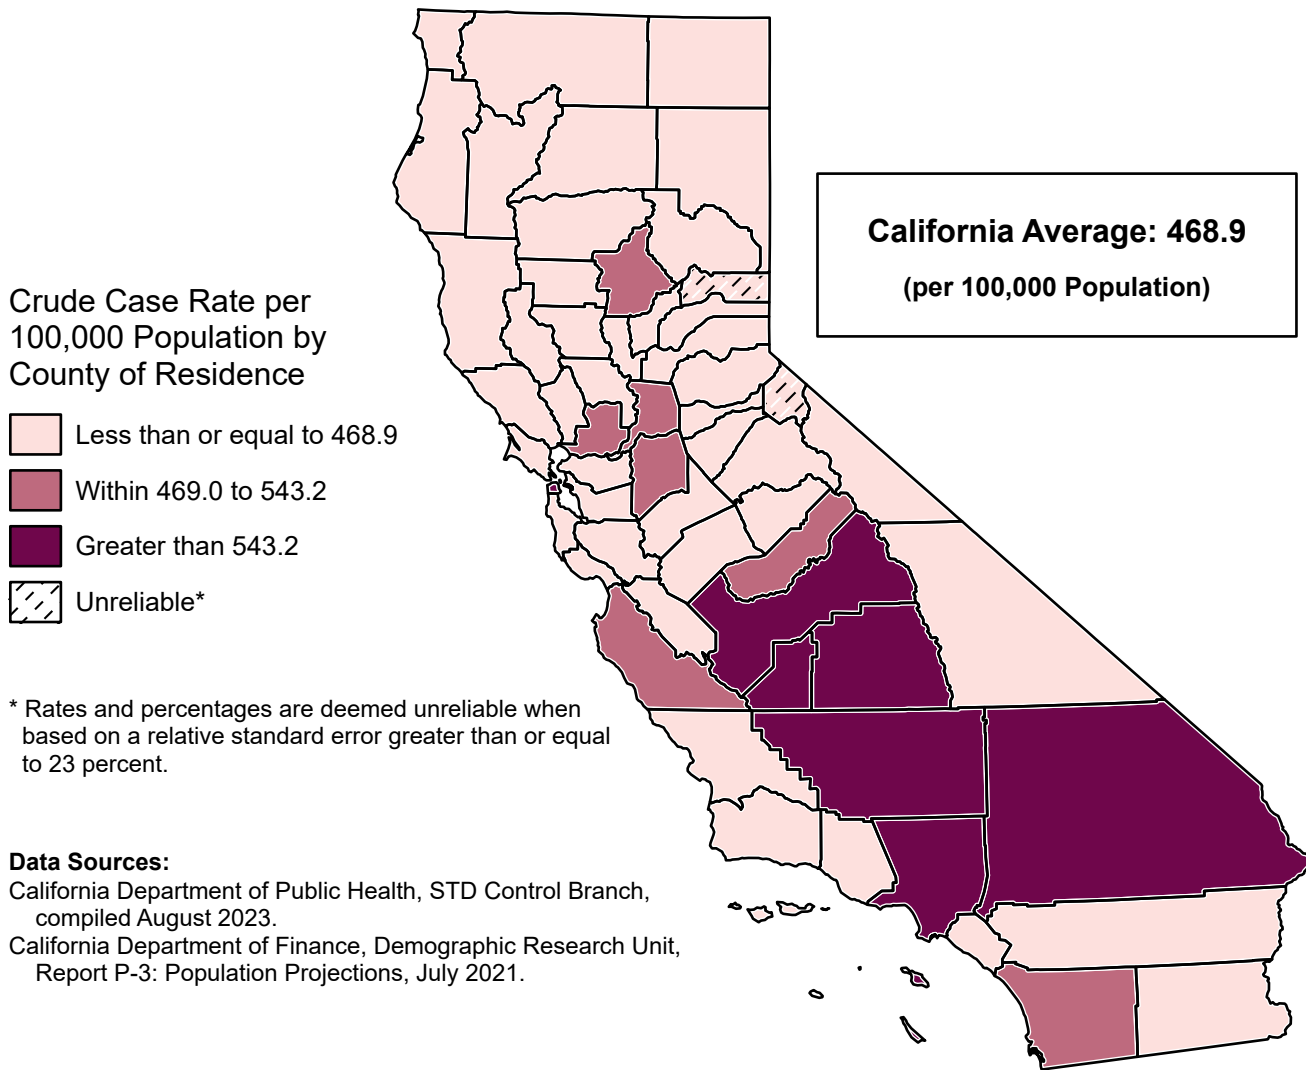 California Average: 468.9
(per 100,000 Population)
Crude Case Rate per
100,000 Population by
County of Residence
Less than or equal to 468.9
Within 469.0 to 543.2
Greater than 543.2
Unreliable*
* Rates and percentages are deemed unreliable when
based on a relative standard error greater than or equal
to 23 percent.
Data Sources:
California Department of Public Health, STD Control Branch,
compiled August 2023.
California Department of Finance, Demographic Research Unit,
Report P-3: Population Projections, July 2021.